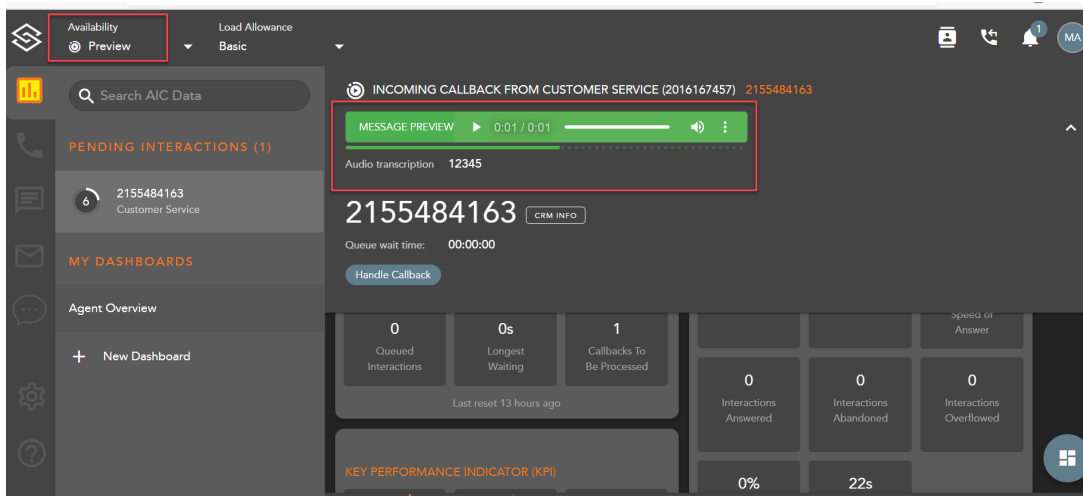 Availability
Preview
Load Allowance
Basic
1
MA
Search AIC Data
PENDING INTERACTIONS (1)
6
2155484163
Customer Service
MY DASHBOARDS
Agent Overview
+ New Dashboard
INCOMING CALLBACK FROM CUSTOMER SERVICE (2016167457) 2155484163
MESSAGE PREVIEW 0:01 / 0:01
Audio transcription 12345
2155484163 CRM INFO
Queue wait time: 00:00:00
Handle Callback
0
Queued
Interactions
0s
Longest
Waiting
1
Callbacks To
Be Processed
Last reset 13 hours ago
KEY PERFORMANCE INDICATOR (KPI)
Speed of
Answer
0
Interactions
Answered
0
Interactions
Abandoned
0
Interactions
Overflowed
0%
22s